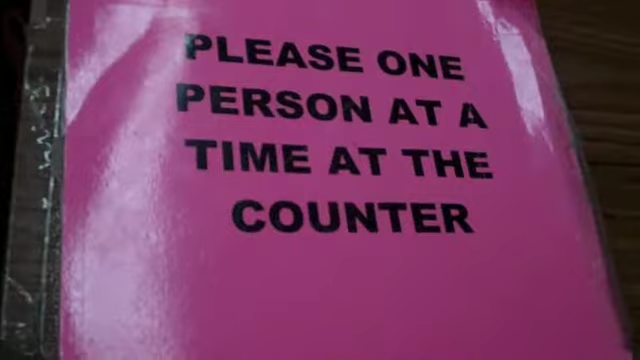 PLEASE ONE
PERSON AT A
TIME AT THE
COUNTER